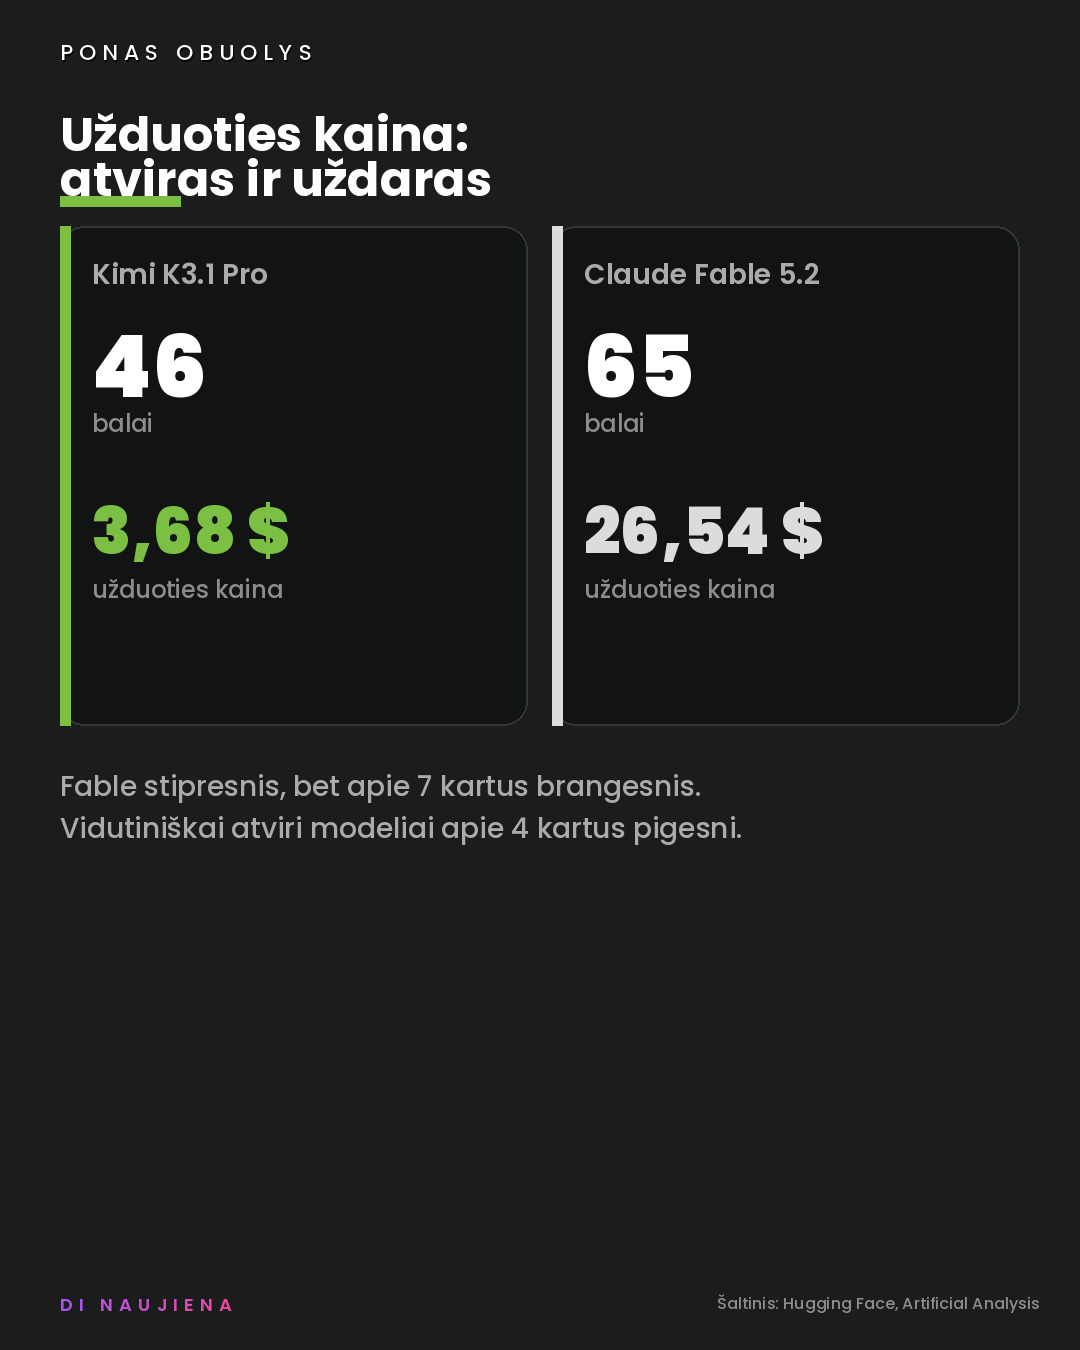 PONAS OBUOLYS
Užduoties kaina:
atviras ir uždaras
Kimi K3.1 Pro
46
balai
3,68 $
užduoties kaina
Claude Fable 5.2
65
balai
26,54 $
užduoties kaina
Fable stipresnis, bet apie 7 kartus brangesnis.
Vidutiniškai atviri modeliai apie 4 kartus pigesni.
DI NAUJIENA
Šaltinis: Hugging Face, Artificial Analysis